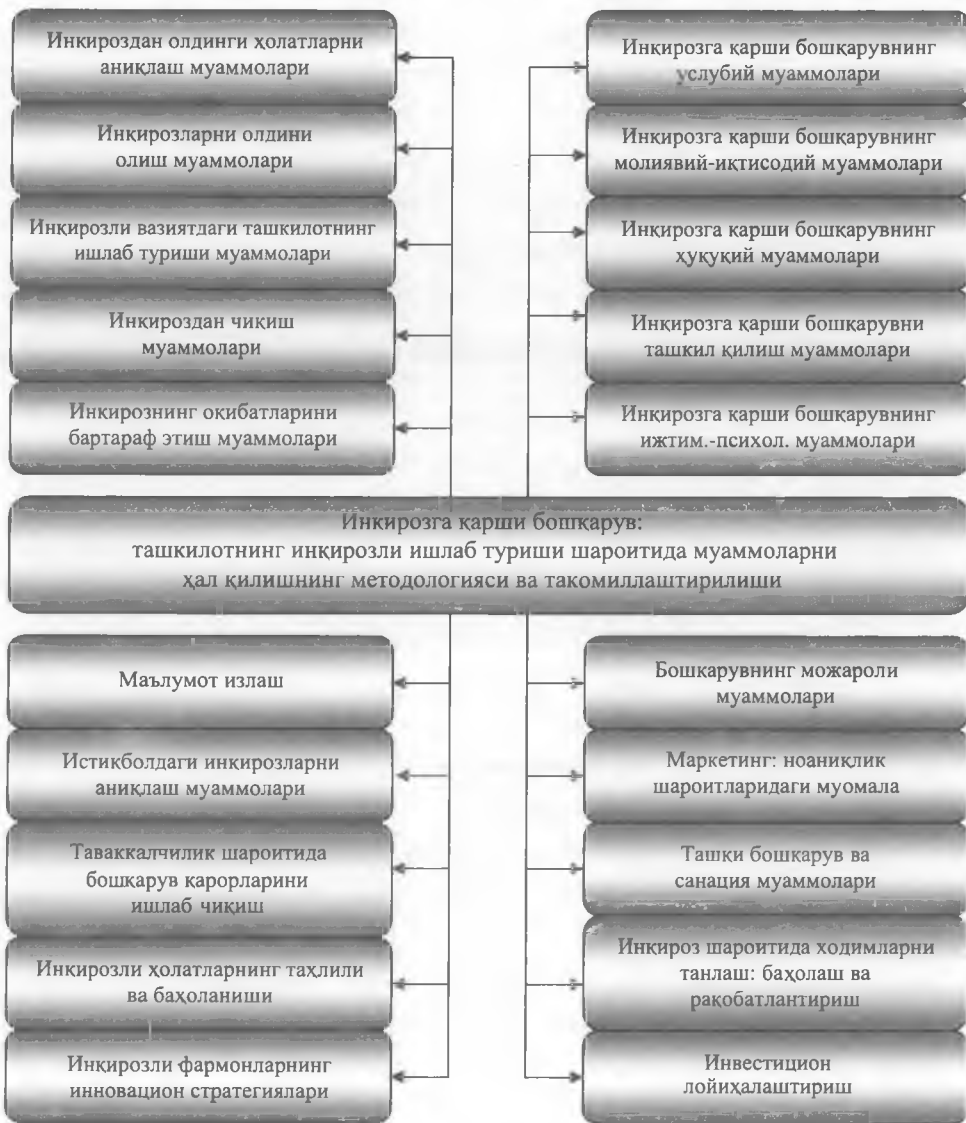 Инкироздан олдинги ҳолатларни
аниқлаш муаммолари
Инқирозларни олдини
олиш муаммолари
Инқирозли вазиятдаги ташкилотнинг
ишлаб туриши муаммолари
Инкироздан чиқиш
муаммолари
Инкирознинг оқибатларини
бартараф этиш муаммолари
Инқирозга қарши бошқарувнинг
услубий муаммолари
Инқирозга қарши бошқарувнинг
молиявий-иқтисодий муаммолари
Инқирозга қарши бошқарувнинг
ҳуқуқий муаммолари
Инқирозга қарши бошқарувни
ташкил қилиш муаммолари
Инқирозга қарши бошқарувнинг
ижтим.-психол. муаммолари
Инкирозга қарши бошқарув:
ташкилотнинг инқирозли ишлаб туриши шароитида муаммоларни
ҳал қилишнинг методологияси ва такомиллаштирилиши
Маълумот излаш
Истиқболдаги инкирозларни
аниқлаш муаммолари
Таваккалчилик шароитида
бошқарув қарорларини
ишлаб чиқиш
Инқирозли ҳолатларнинг таҳлили
ва баҳоланиши
Инқирозли фармонларнинг
инновацион стратегиялари
Бошкарувнинг можароли
муаммолари
Маркетинг: ноаниқлик
шароитларидаги муомала
Ташқи бошқарув ва
санация муаммолари
Инқироз шароитида ходимларни
танлаш: баҳолаш ва
рақобатлантириш
Инвестицион
лойиҳалаштириш